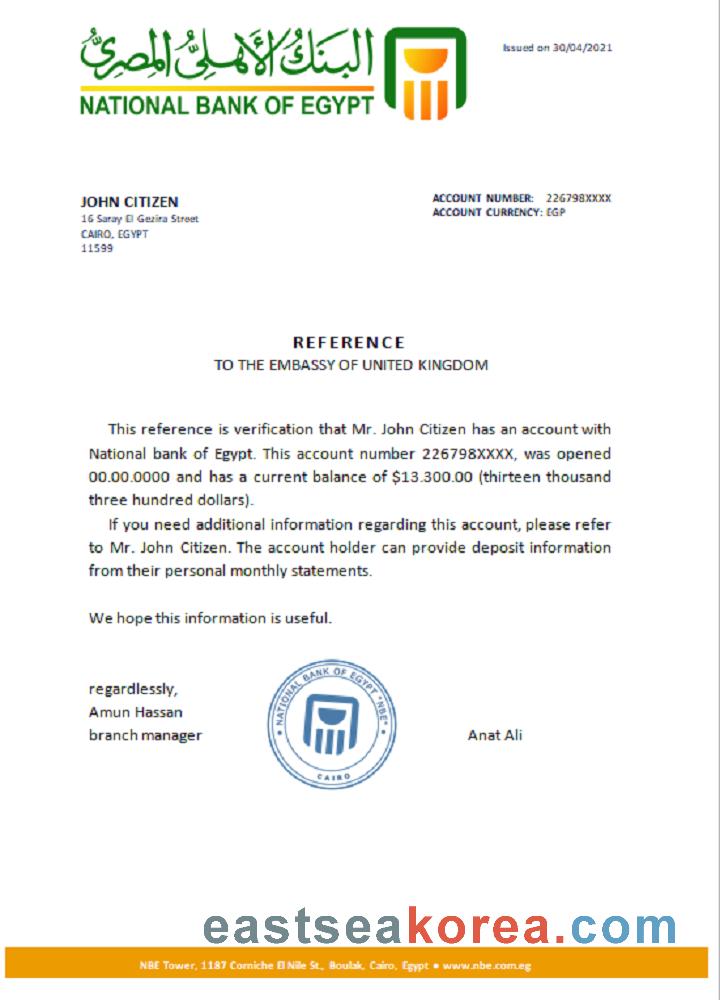 البنك الأهلي المصري
NATIONAL BANK OF EGYPT
Issued on 30/04/2021
JOHN CITIZEN
16 Saray El Gezira Street
CAIRO, EGYPT
11599
ACCOUNT NUMBER: 226798XXXX
ACCOUNT CURRENCY: EGP
REFERENCE
TO THE EMBASSY OF UNITED KINGDOM
This reference is verification that Mr. John Citizen has an account with
National bank of Egypt. This account number 226798XXXX, was opened
00.00.0000 and has a current balance of $13.300.00 (thirteen thousand
three hundred dollars).
If you need additional information regarding this account, please refer
to Mr. John Citizen. The account holder can provide deposit information
from their personal monthly statements.
We hope this information is useful.
regardlessly,
Amun Hassan
branch manager
NATIONAL BANK OF EGYPT "NBE"
CAIRO
Anat Ali
eastseakorea.com
NBE Tower, 1187 Corniche El Nile St., Boulak, Cairo, Egypt • www.nbe.com.eg